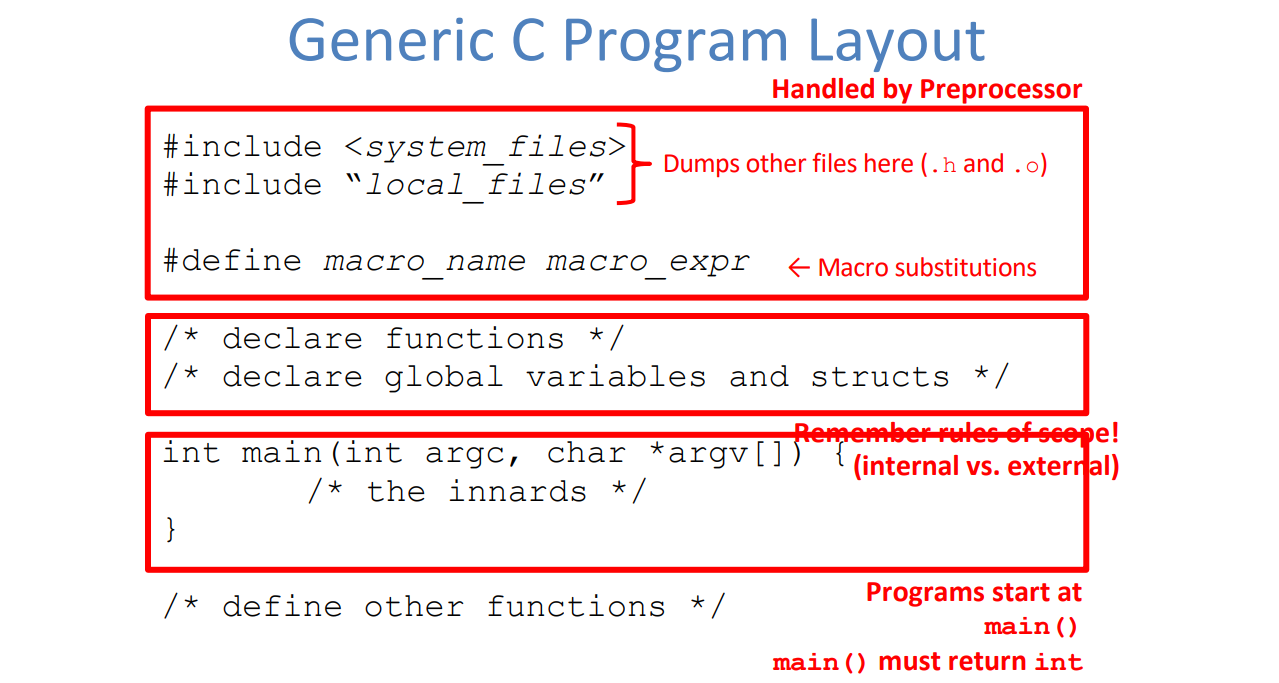 Generic C Program Layout
Handled by Preprocessor
#include <system_files>
#include “local_files”
Dumps other files here (.h and .o)
#define macro_name macro_expr
← Macro substitutions
/* declare functions */
/* declare global variables and structs */
Remember rules of scope!
(internal vs. external)
int main(int argc, char *argv[]) {
/* the innards */
}
/* define other functions */
Programs start at
main()
main() must return int